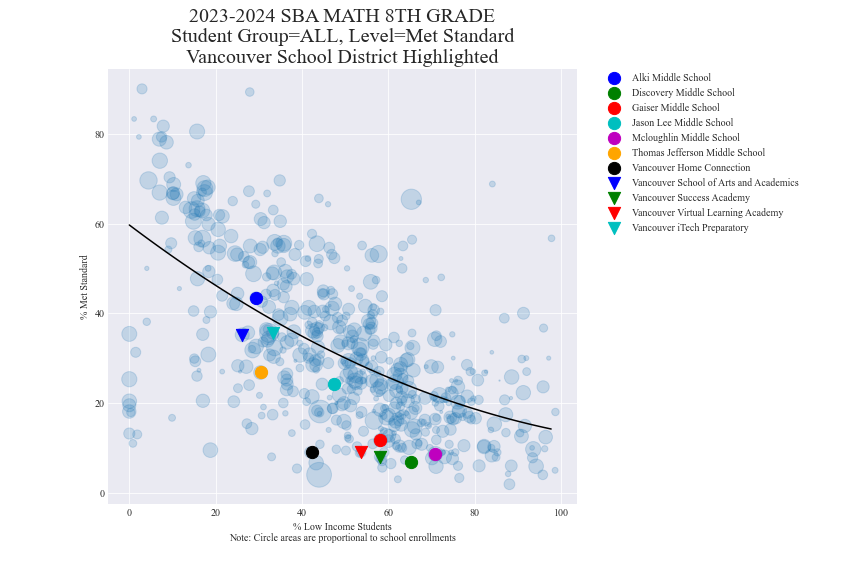 2023-2024 SBA MATH 8TH GRADE
Student Group=ALL, Level=Met Standard
Vancouver School District Highlighted
Alki Middle School
Discovery Middle School
Gaiser Middle School
Jason Lee Middle School
Mcloughlin Middle School
Thomas Jefferson Middle School
Vancouver Home Connection
Vancouver School of Arts and Academics
Vancouver Success Academy
Vancouver Virtual Learning Academy
Vancouver iTech Preparatory
% Met Standard
80
60
40
20
0
0 20 40 60 80 100
% Low Income Students
Note: Circle areas are proportional to school enrollments